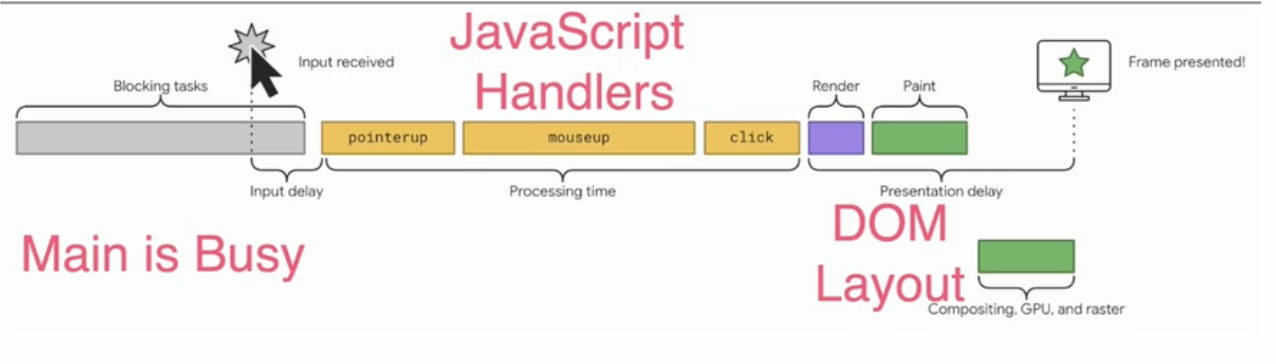 JavaScript
Handlers
Input received
Frame presented!
Blocking tasks
Render
Paint
pointerup
mouseup
click
Input delay
Processing time
Presentation delay
Main is Busy
DOM
Layout
Compositing, GPU, and raster